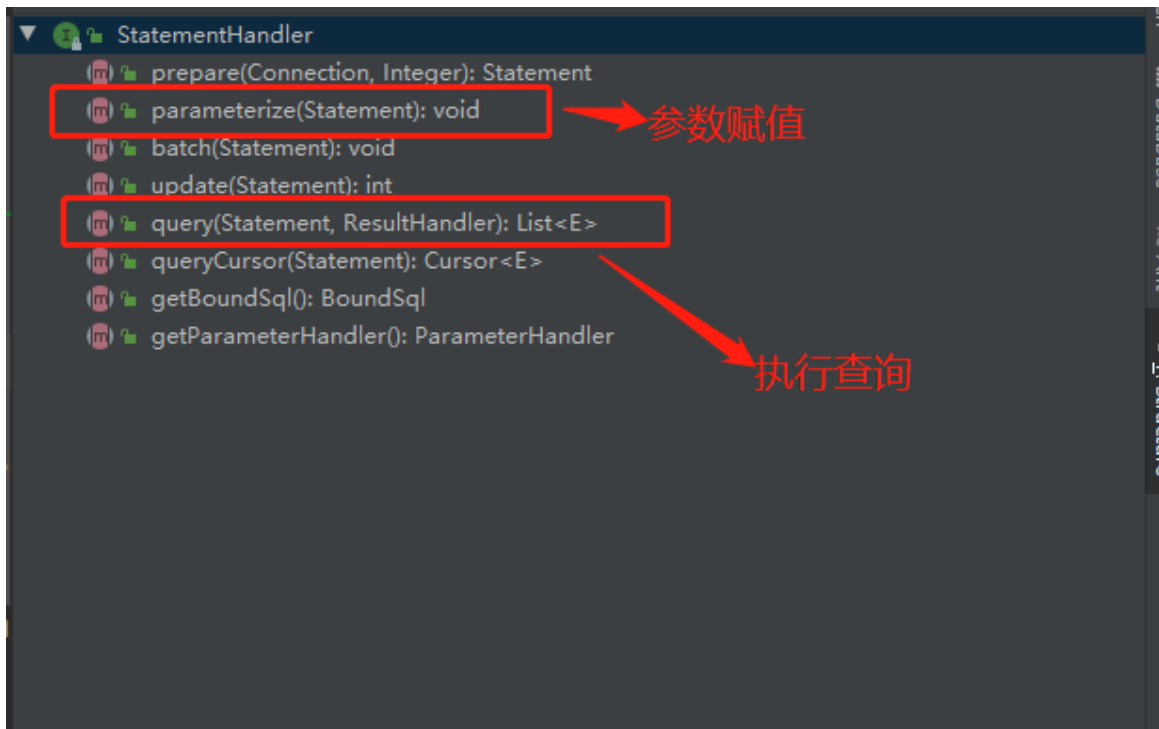 StatementHandler
prepare(Connection, Integer): Statement
parameterize(Statement): void
参数赋值
batch(Statement): void
update(Statement): int
query(Statement, ResultHandler): List<E>
queryCursor(Statement): Cursor<E>
getBoundSql(): BoundSql
getParameterHandler(): ParameterHandler
执行查询